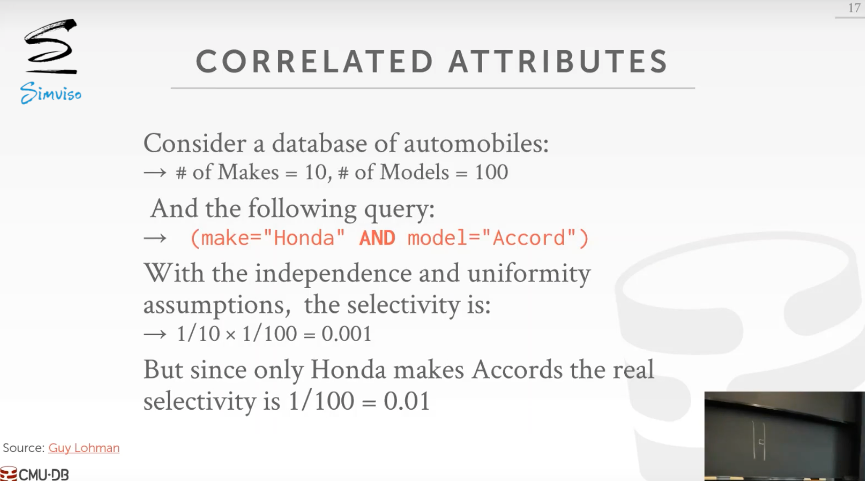 17
Simviso
CORRELATED ATTRIBUTES
Consider a database of automobiles:
→ # of Makes = 10, # of Models = 100
And the following query:
→ (make="Honda" AND model="Accord")
With the independence and uniformity
assumptions, the selectivity is:
→ 1/10 × 1/100 = 0.001
But since only Honda makes Accords the real
selectivity is 1/100 = 0.01
Source: Guy Lohman
CMU·DB